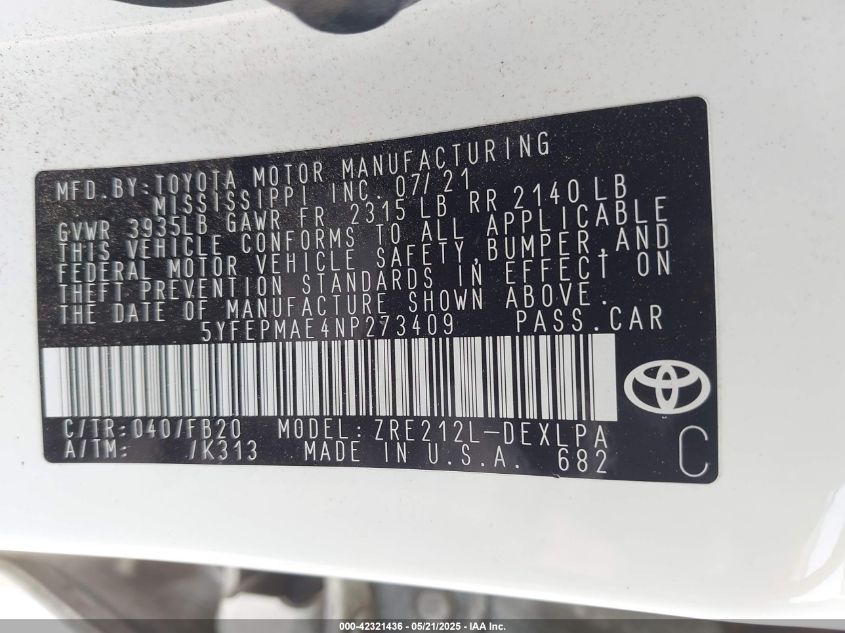 MFD.BY:TOYOTA MOTOR MANUFACTURING
MISSISSIPPI INC. 07/21
GVWR 3935LB GAWR FR 2315 LB RR 2140 LB
THIS VEHICLE CONFORMS TO ALL APPLICABLE
FEDERAL MOTOR VEHICLE SAFETY,BUMPER,AND
THEFT PREVENTION STANDARDS IN EFFECT ON
THE DATE OF MANUFACTURE SHOWN ABOVE.
5YFEPMAE4NP273409 PASS.CAR
C/TR:040/FB20 MODEL:ZRE212L-DEXLPA
A/TM: /K313 MADE IN U.S.A. 682 C
000-42321436 - 05/21/2025 - IAA Inc.